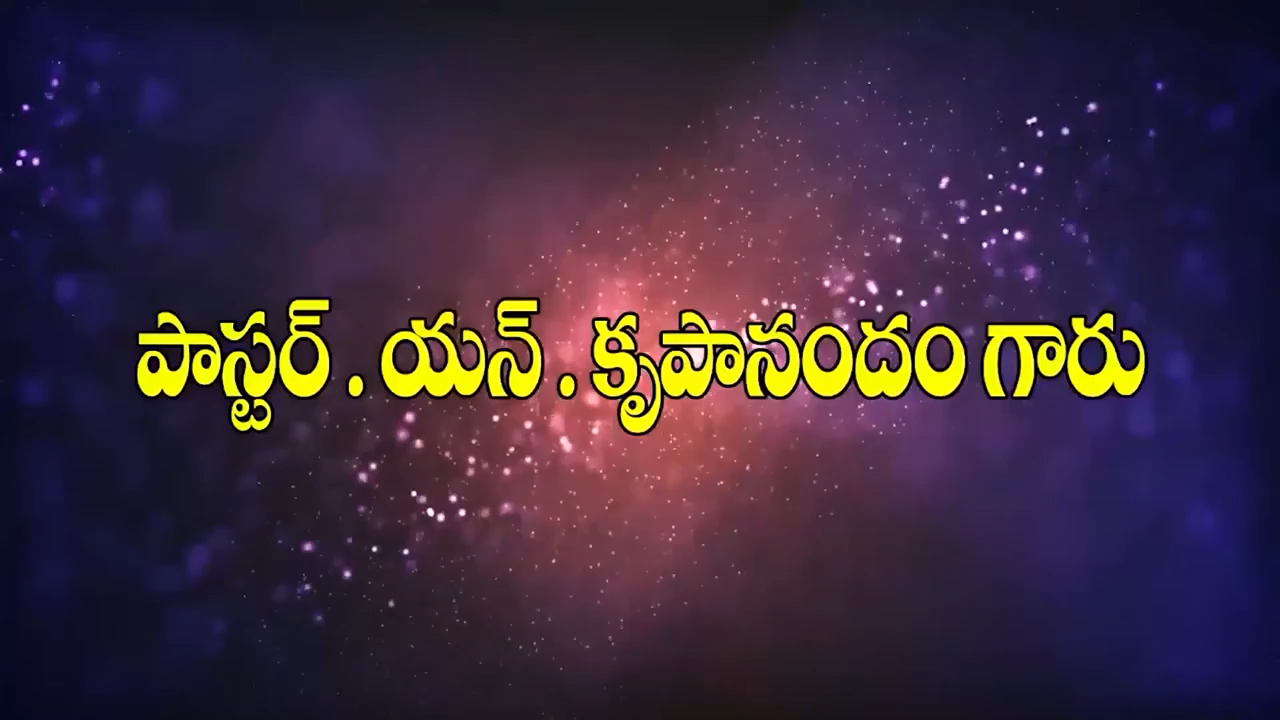 పాస్టర్ . యన్ . కృపానందం గారు